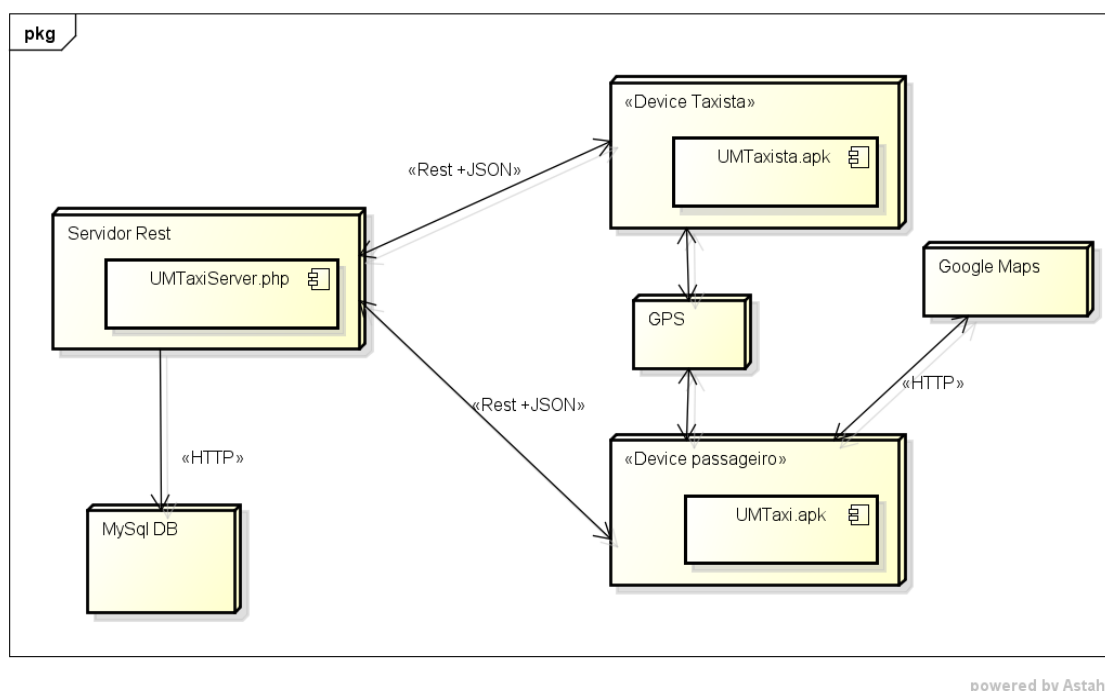 pkg
«Device Taxista»
UMTaxista.apk
«Rest +JSON»
Servidor Rest
UMTaxiServer.php
Google Maps
GPS
«HTTP»
«Rest +JSON»
«HTTP»
«Device passageiro»
UMTaxi.apk
MySql DB
powered by Astah